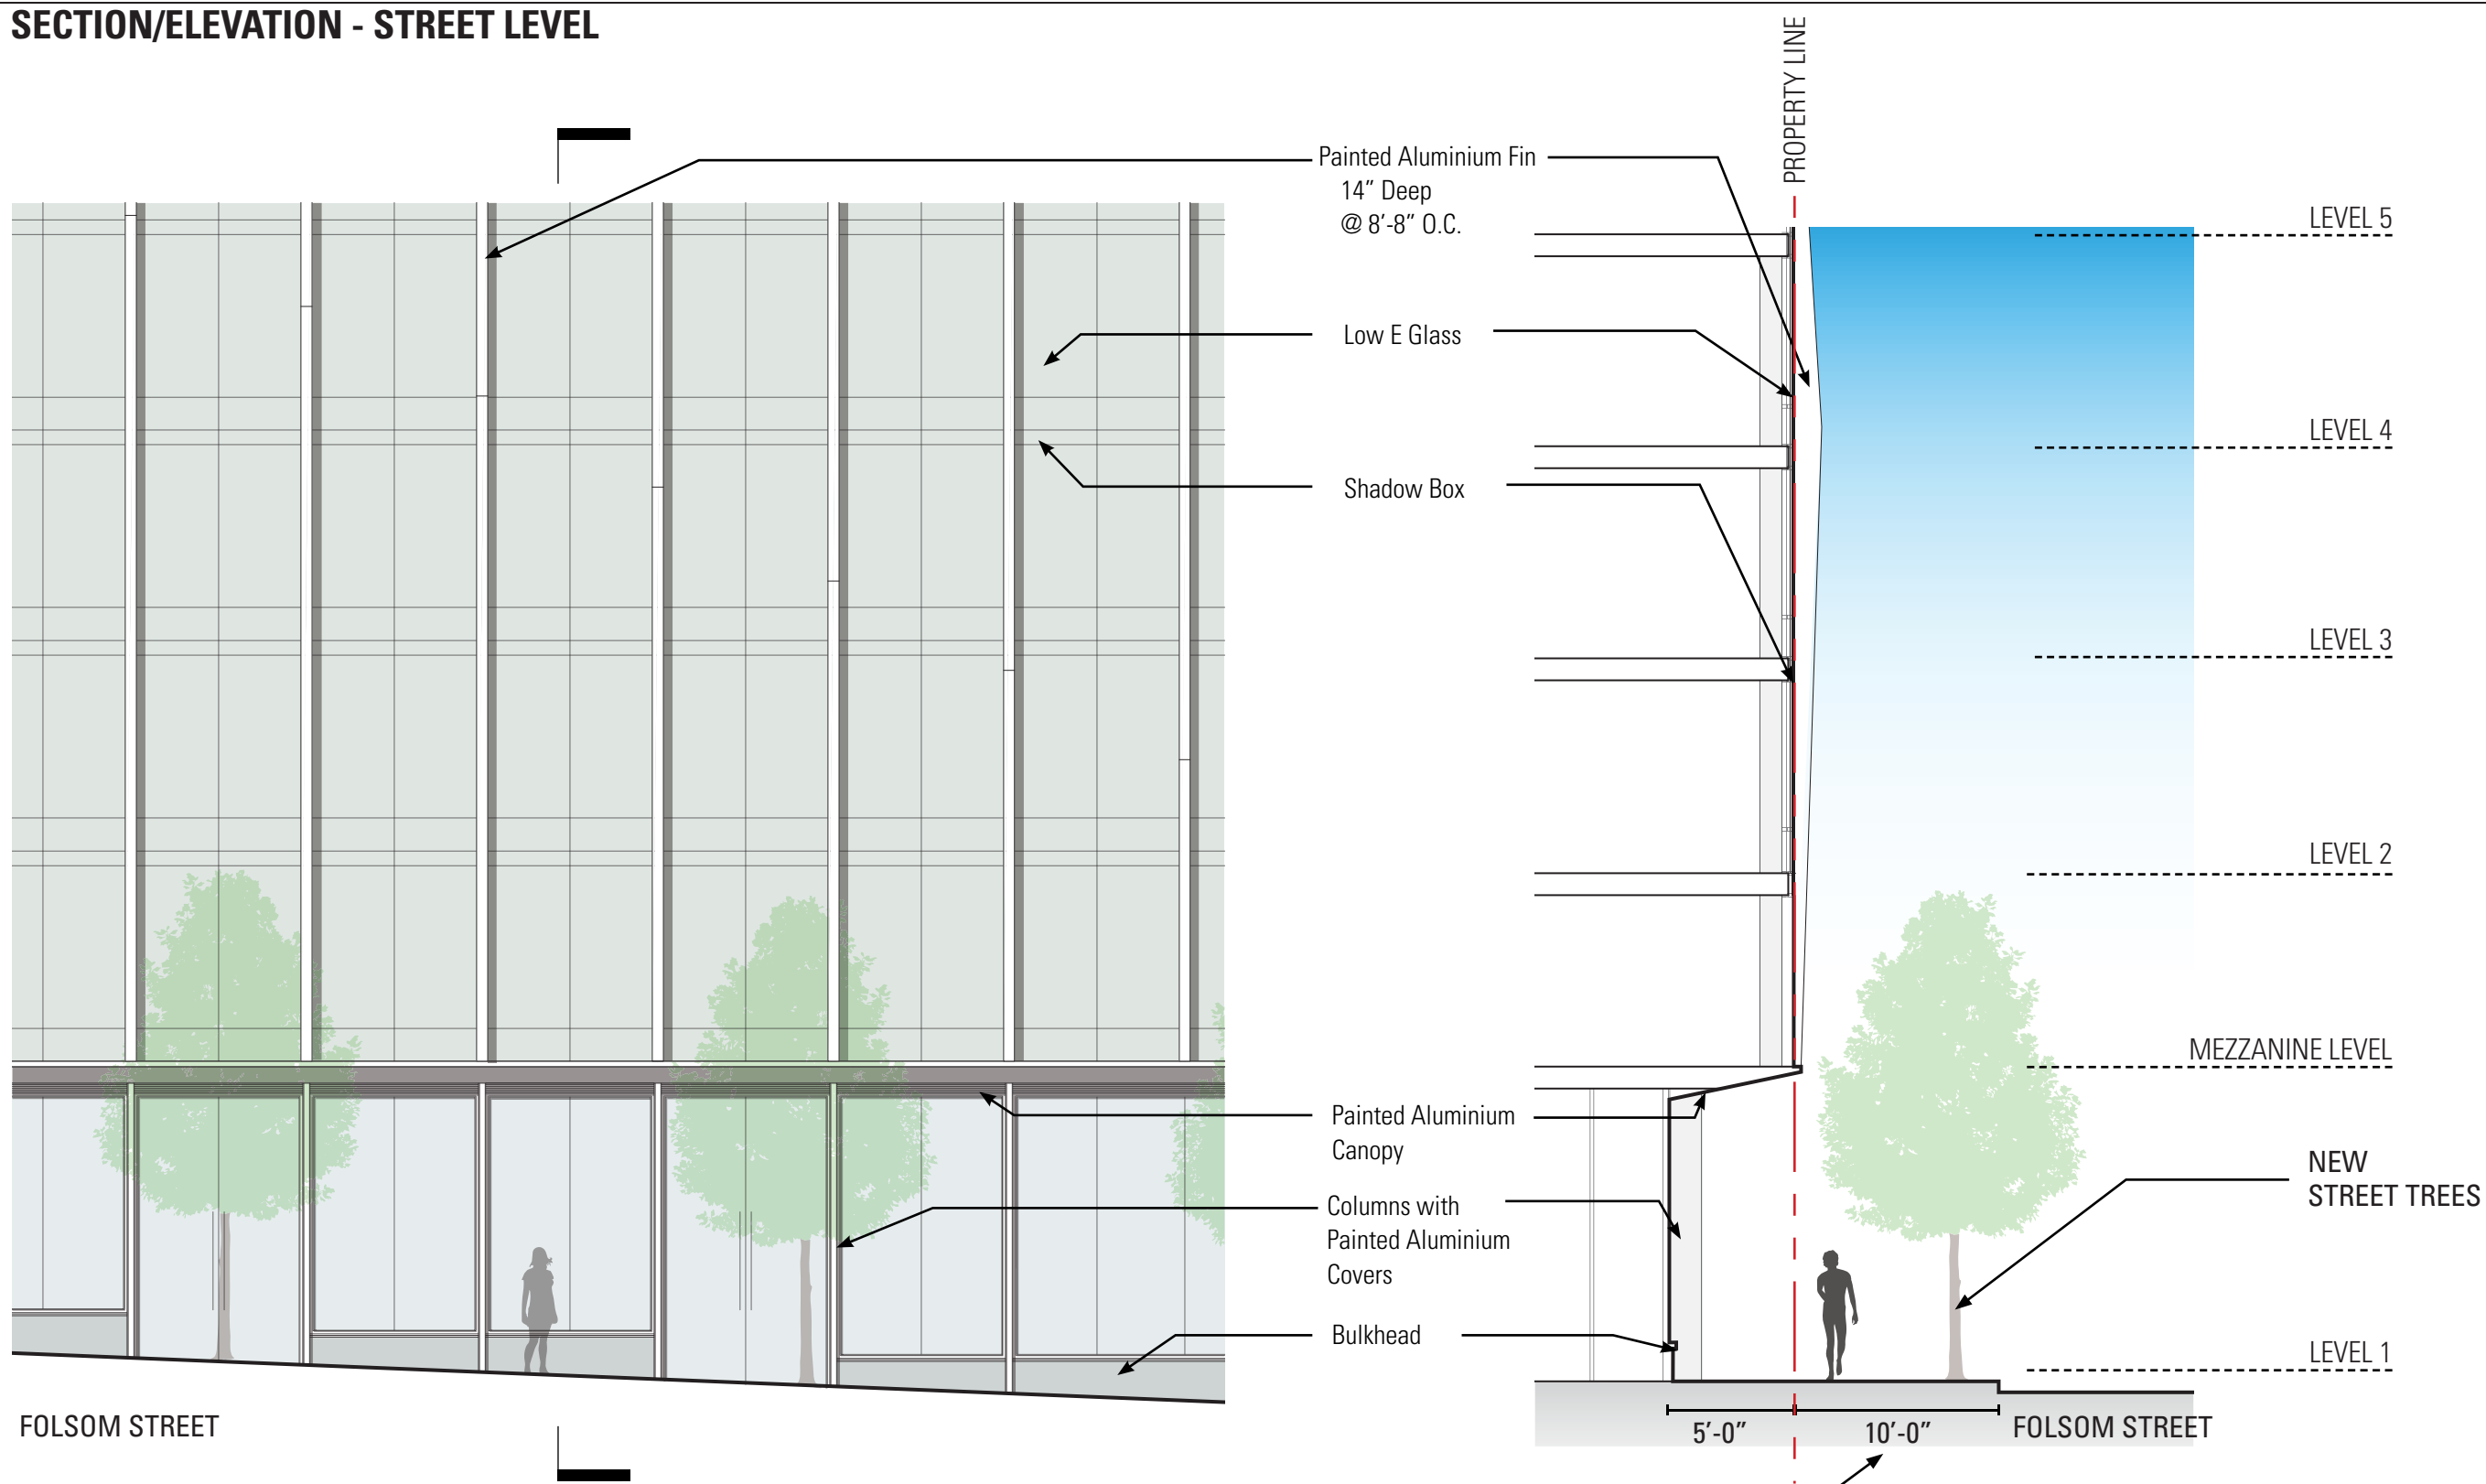 SECTION/ELEVATION - STREET LEVEL
PROPERTY LINE
Painted Aluminium Fin
14” Deep
@ 8’-8” O.C.
LEVEL 5
Low E Glass
LEVEL 4
Shadow Box
LEVEL 3
LEVEL 2
MEZZANINE LEVEL
Painted Aluminium
Canopy
NEW
STREET TREES
Columns with
Painted Aluminium
Covers
Bulkhead
LEVEL 1
FOLSOM STREET
5’-0”
10’-0”
FOLSOM STREET